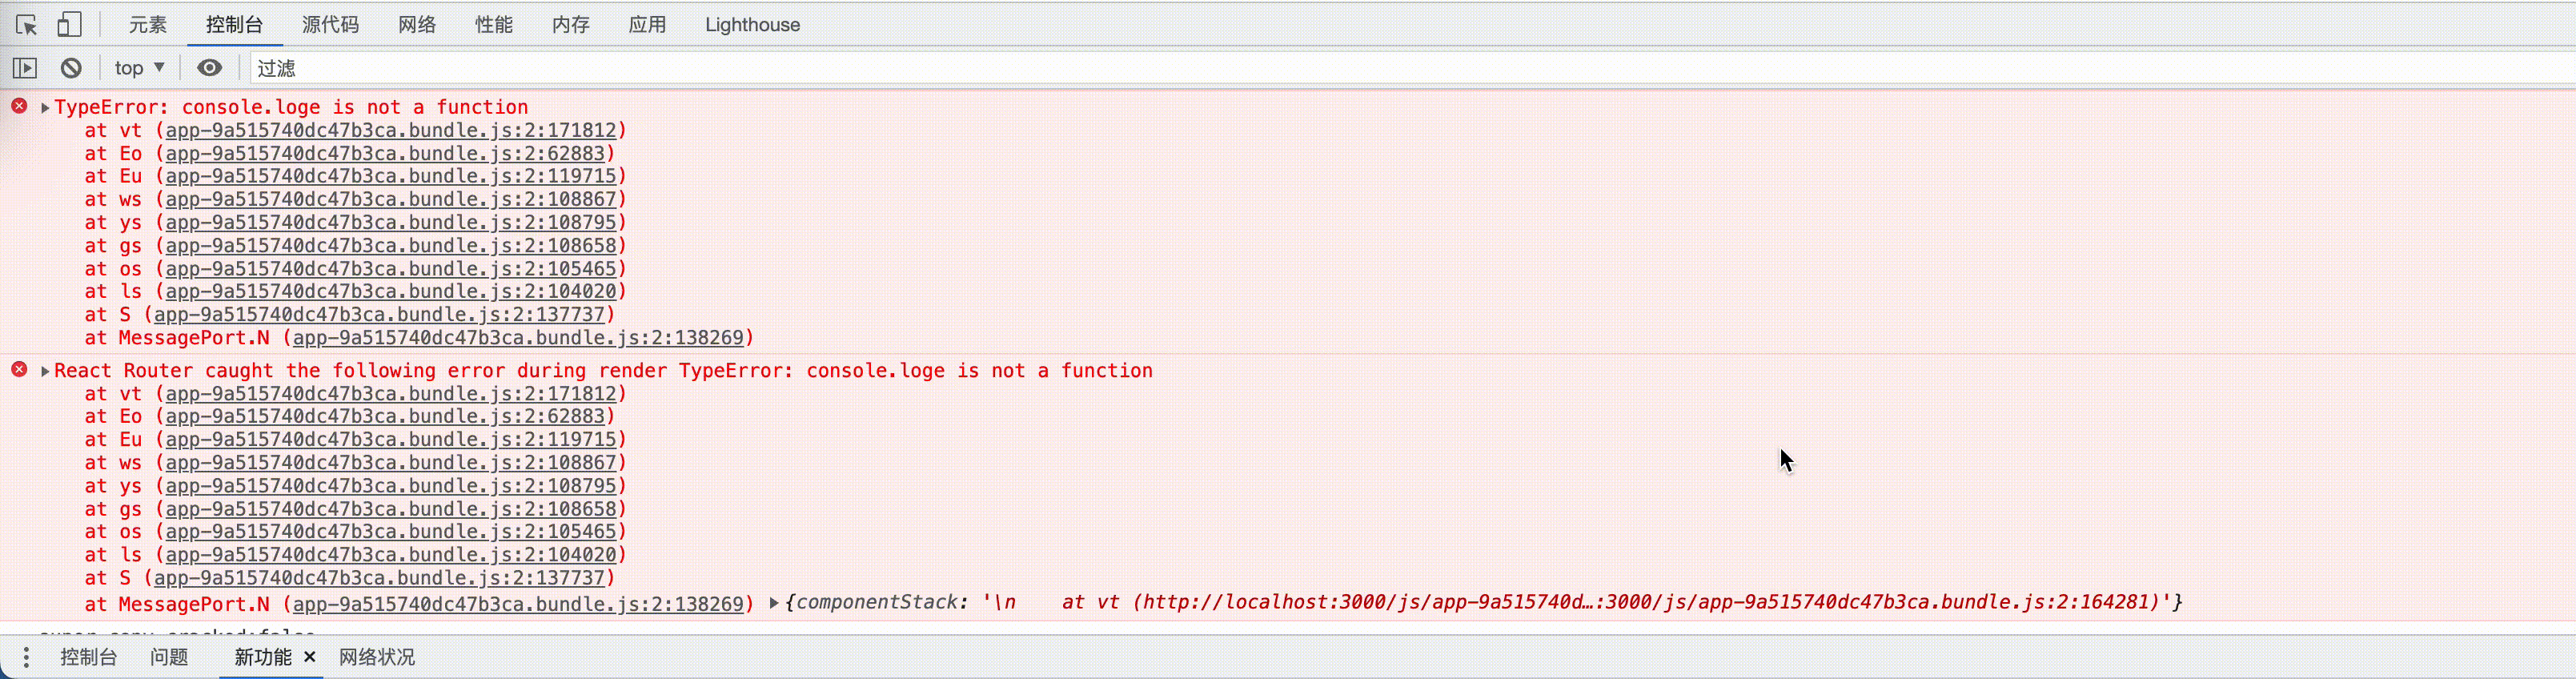 元素 控制台 源代码 网络 性能 内存 应用 Lighthouse
top ▼ 过滤
TypeError: console.loge is not a function
at vt (app-9a515740dc47b3ca.bundle.js:2:171812)
at Eo (app-9a515740dc47b3ca.bundle.js:2:62883)
at Eu (app-9a515740dc47b3ca.bundle.js:2:119715)
at ws (app-9a515740dc47b3ca.bundle.js:2:108867)
at ys (app-9a515740dc47b3ca.bundle.js:2:108795)
at gs (app-9a515740dc47b3ca.bundle.js:2:108658)
at os (app-9a515740dc47b3ca.bundle.js:2:105465)
at ls (app-9a515740dc47b3ca.bundle.js:2:104020)
at S (app-9a515740dc47b3ca.bundle.js:2:137737)
at MessagePort.N (app-9a515740dc47b3ca.bundle.js:2:138269)
React Router caught the following error during render TypeError: console.loge is not a function
at vt (app-9a515740dc47b3ca.bundle.js:2:171812)
at Eo (app-9a515740dc47b3ca.bundle.js:2:62883)
at Eu (app-9a515740dc47b3ca.bundle.js:2:119715)
at ws (app-9a515740dc47b3ca.bundle.js:2:108867)
at ys (app-9a515740dc47b3ca.bundle.js:2:108795)
at gs (app-9a515740dc47b3ca.bundle.js:2:108658)
at os (app-9a515740dc47b3ca.bundle.js:2:105465)
at ls (app-9a515740dc47b3ca.bundle.js:2:104020)
at S (app-9a515740dc47b3ca.bundle.js:2:137737)
at MessagePort.N (app-9a515740dc47b3ca.bundle.js:2:138269) {componentStack: '\n    at vt (http://localhost:3000/js/app-9a515740d…:3000/js/app-9a515740dc47b3ca.bundle.js:2:164281)'}
控制台 问题 新功能 × 网络状况